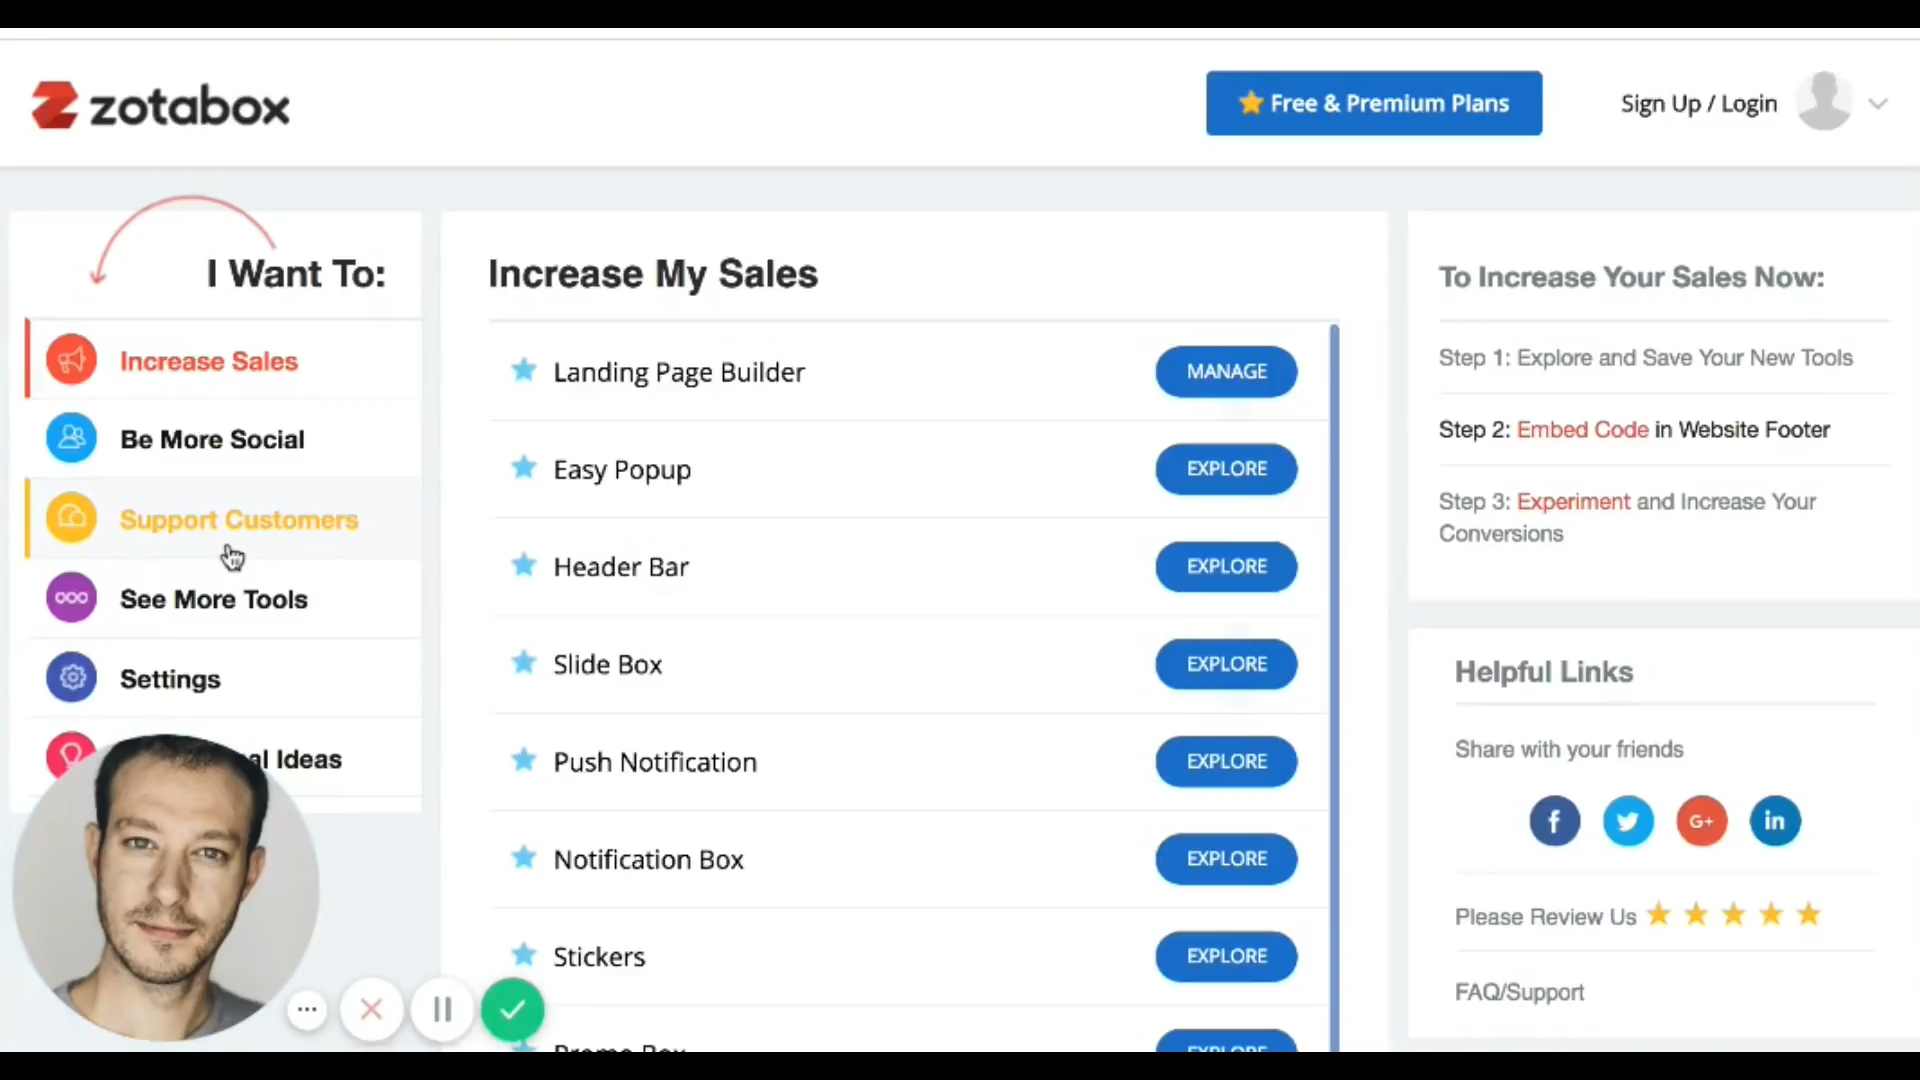 zotabox
Free & Premium Plans
Sign Up / Login
I Want To:
Increase Sales
Be More Social
Support Customers
See More Tools
Settings
Ideas
Increase My Sales
Landing Page Builder
MANAGE
Easy Popup
EXPLORE
Header Bar
EXPLORE
Slide Box
EXPLORE
Push Notification
EXPLORE
Notification Box
EXPLORE
Stickers
EXPLORE
Promo Box
EXPLORE
To Increase Your Sales Now:
Step 1: Explore and Save Your New Tools
Step 2: Embed Code in Website Footer
Step 3: Experiment and Increase Your
Conversions
Helpful Links
Share with your friends
f
G+
in
Please Review Us
FAQ/Support